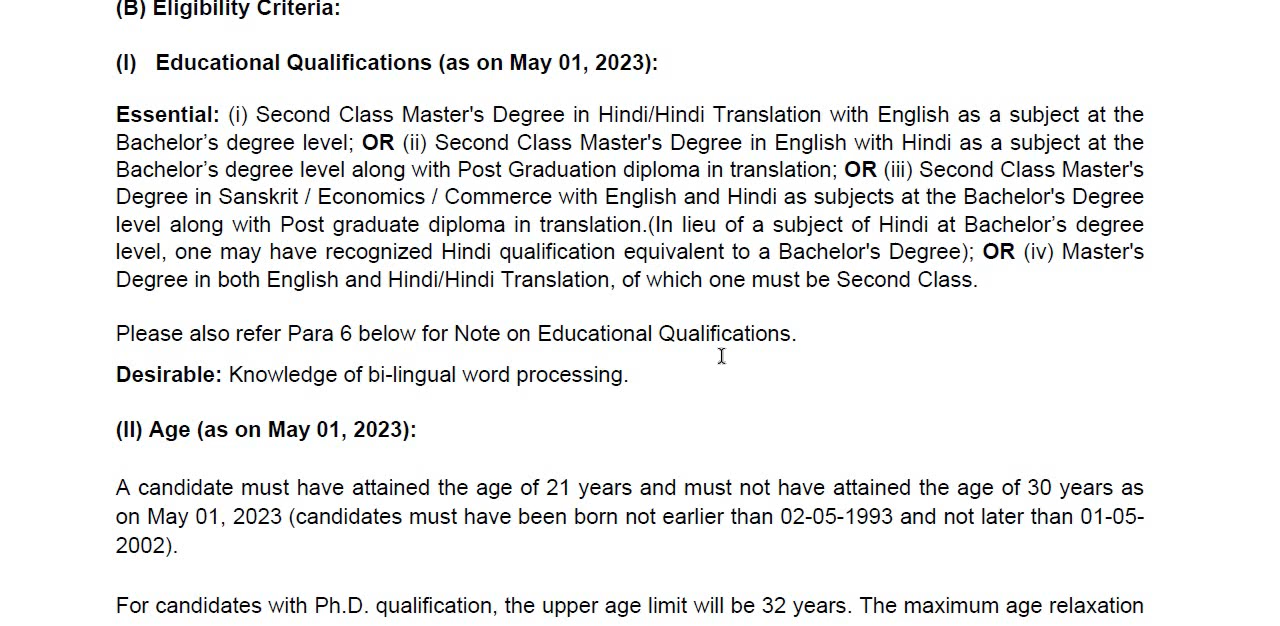 (B) Eligibility Criteria:
(I) Educational Qualifications (as on May 01, 2023):
Essential: (i) Second Class Master's Degree in Hindi/Hindi Translation with English as a subject at the
Bachelor’s degree level; OR (ii) Second Class Master's Degree in English with Hindi as a subject at the
Bachelor’s degree level along with Post Graduation diploma in translation; OR (iii) Second Class Master's
Degree in Sanskrit / Economics / Commerce with English and Hindi as subjects at the Bachelor's Degree
level along with Post graduate diploma in translation.(In lieu of a subject of Hindi at Bachelor’s degree
level, one may have recognized Hindi qualification equivalent to a Bachelor's Degree); OR (iv) Master's
Degree in both English and Hindi/Hindi Translation, of which one must be Second Class.
Please also refer Para 6 below for Note on Educational Qualifications.
Desirable: Knowledge of bi-lingual word processing.
(II) Age (as on May 01, 2023):
A candidate must have attained the age of 21 years and must not have attained the age of 30 years as
on May 01, 2023 (candidates must have been born not earlier than 02-05-1993 and not later than 01-05-
2002).
For candidates with Ph.D. qualification, the upper age limit will be 32 years. The maximum age relaxation